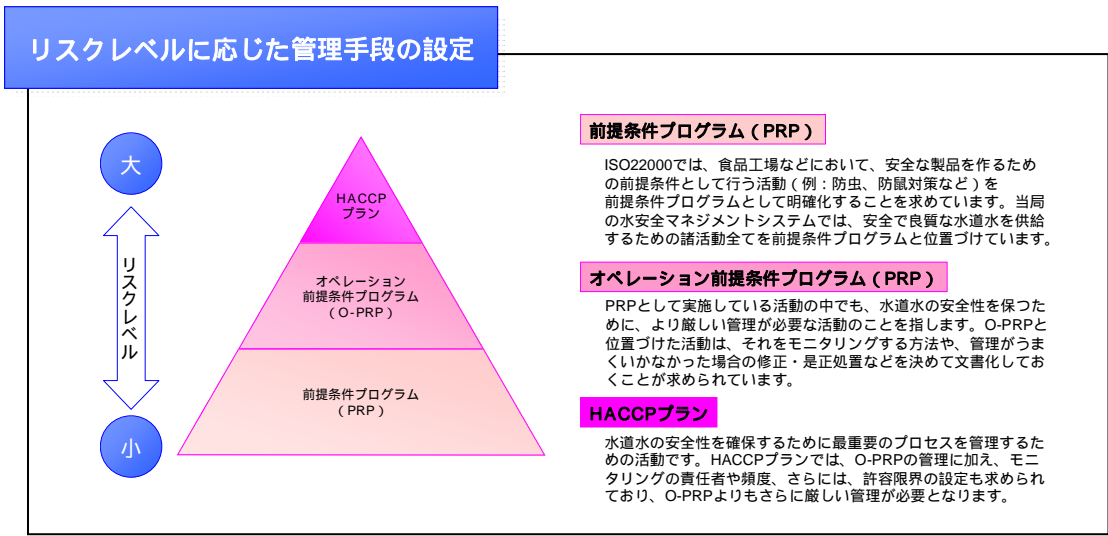 リスクレベルに応じた管理手段の設定
大
リスクレベル
小
HACCP
プラン
オペレーション
前提条件プログラム
（O-PRP）
前提条件プログラム
（PRP）
前提条件プログラム（PRP）
ISO22000では、食品工場などにおいて、安全な製品を作るため
の前提条件として行う活動（例：防虫、防鼠対策など）を
前提条件プログラムとして明確化することを求めています。当局
の水安全マネジメントシステムでは、安全で良質な水道水を供給
するための諸活動全てを前提条件プログラムと位置づけています。
オペレーション前提条件プログラム（PRP）
PRPとして実施している活動の中でも、水道水の安全性を保つた
めに、より厳しい管理が必要な活動のことを指します。O-PRPと
位置づけた活動は、それをモニタリングする方法や、管理がうま
くいかなかった場合の修正・是正処置などを決めて文書化してお
くことが求められています。
HACCPプラン
水道水の安全性を確保するために最重要のプロセスを管理するた
めの活動です。HACCPプランでは、O-PRPの管理に加え、モニ
タリングの責任者や頻度、さらには、許容限界の設定も求められ
ており、O-PRPよりもさらに厳しい管理が必要となります。